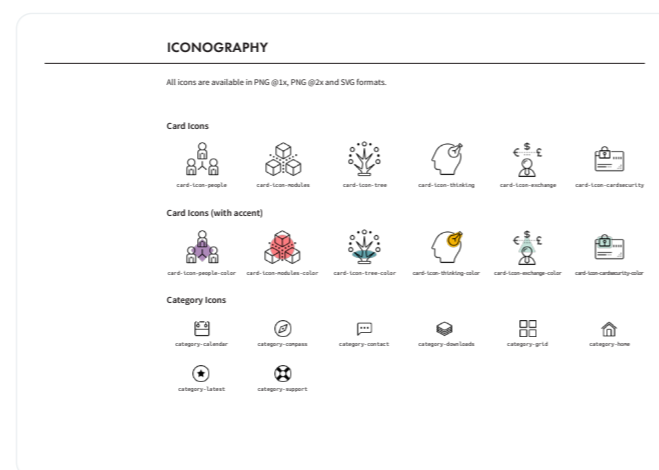 ICONOGRAPHY
All icons are available in PNG @1x, PNG @2x and SVG formats.
Card Icons
€ $ £
card-icon-people card-icon-modules card-icon-tree card-icon-thinking card-icon-exchange card-icon-cardsecurity
Card Icons (with accent)
€ $ £
card-icon-people-color card-icon-modules-color card-icon-tree-color card-icon-thinking-color card-icon-exchange-color card-icon-cardsecurity-color
Category Icons
category-calendar category-compass category-contact category-downloads category-grid category-home
category-latest category-support